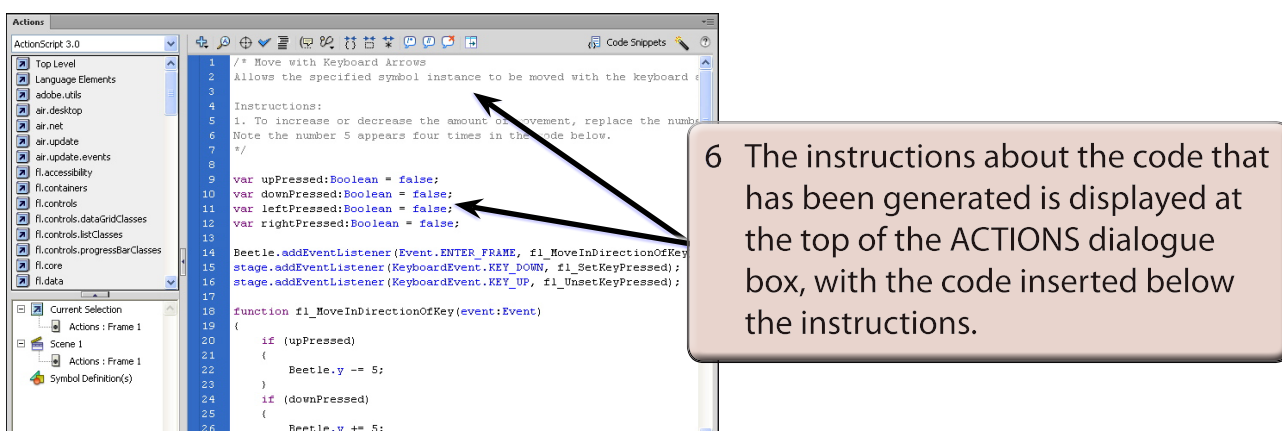 Actions
ActionScript 3.0
Code Snippets
Top Level
Language Elements
adobe.utils
air.desktop
air.net
air.update
air.update.events
fl.accessibility
fl.containers
fl.controls
fl.controls.dataGridClasses
fl.controls.listClasses
fl.controls.progressBarClasses
fl.core
fl.data
Current Selection
Actions : Frame 1
Scene 1
Actions : Frame 1
Symbol Definition(s)
1 /* Move with Keyboard Arrows
2 Allows the specified symbol instance to be moved with the keyboard
3
4 Instructions:
5 1. To increase or decrease the amount of movement, replace the numbe
6 Note the number 5 appears four times in the code below.
7 */
8
9 var upPressed:Boolean = false;
10 var downPressed:Boolean = false;
11 var leftPressed:Boolean = false;
12 var rightPressed:Boolean = false;
13
14 Beetle.addEventListener(Event.ENTER_FRAME, fl_MoveInDirectionOfKey
15 stage.addEventListener(KeyboardEvent.KEY_DOWN, fl_SetKeyPressed);
16 stage.addEventListener(KeyboardEvent.KEY_UP, fl_UnsetKeyPressed);
17
18 function fl_MoveInDirectionOfKey(event:Event)
19 {
20 if (upPressed)
21 {
22 Beetle.y -= 5;
23 }
24 if (downPressed)
25 {
26 Beetle.y += 5;
6 The instructions about the code that
has been generated is displayed at
the top of the ACTIONS dialogue
box, with the code inserted below
the instructions.